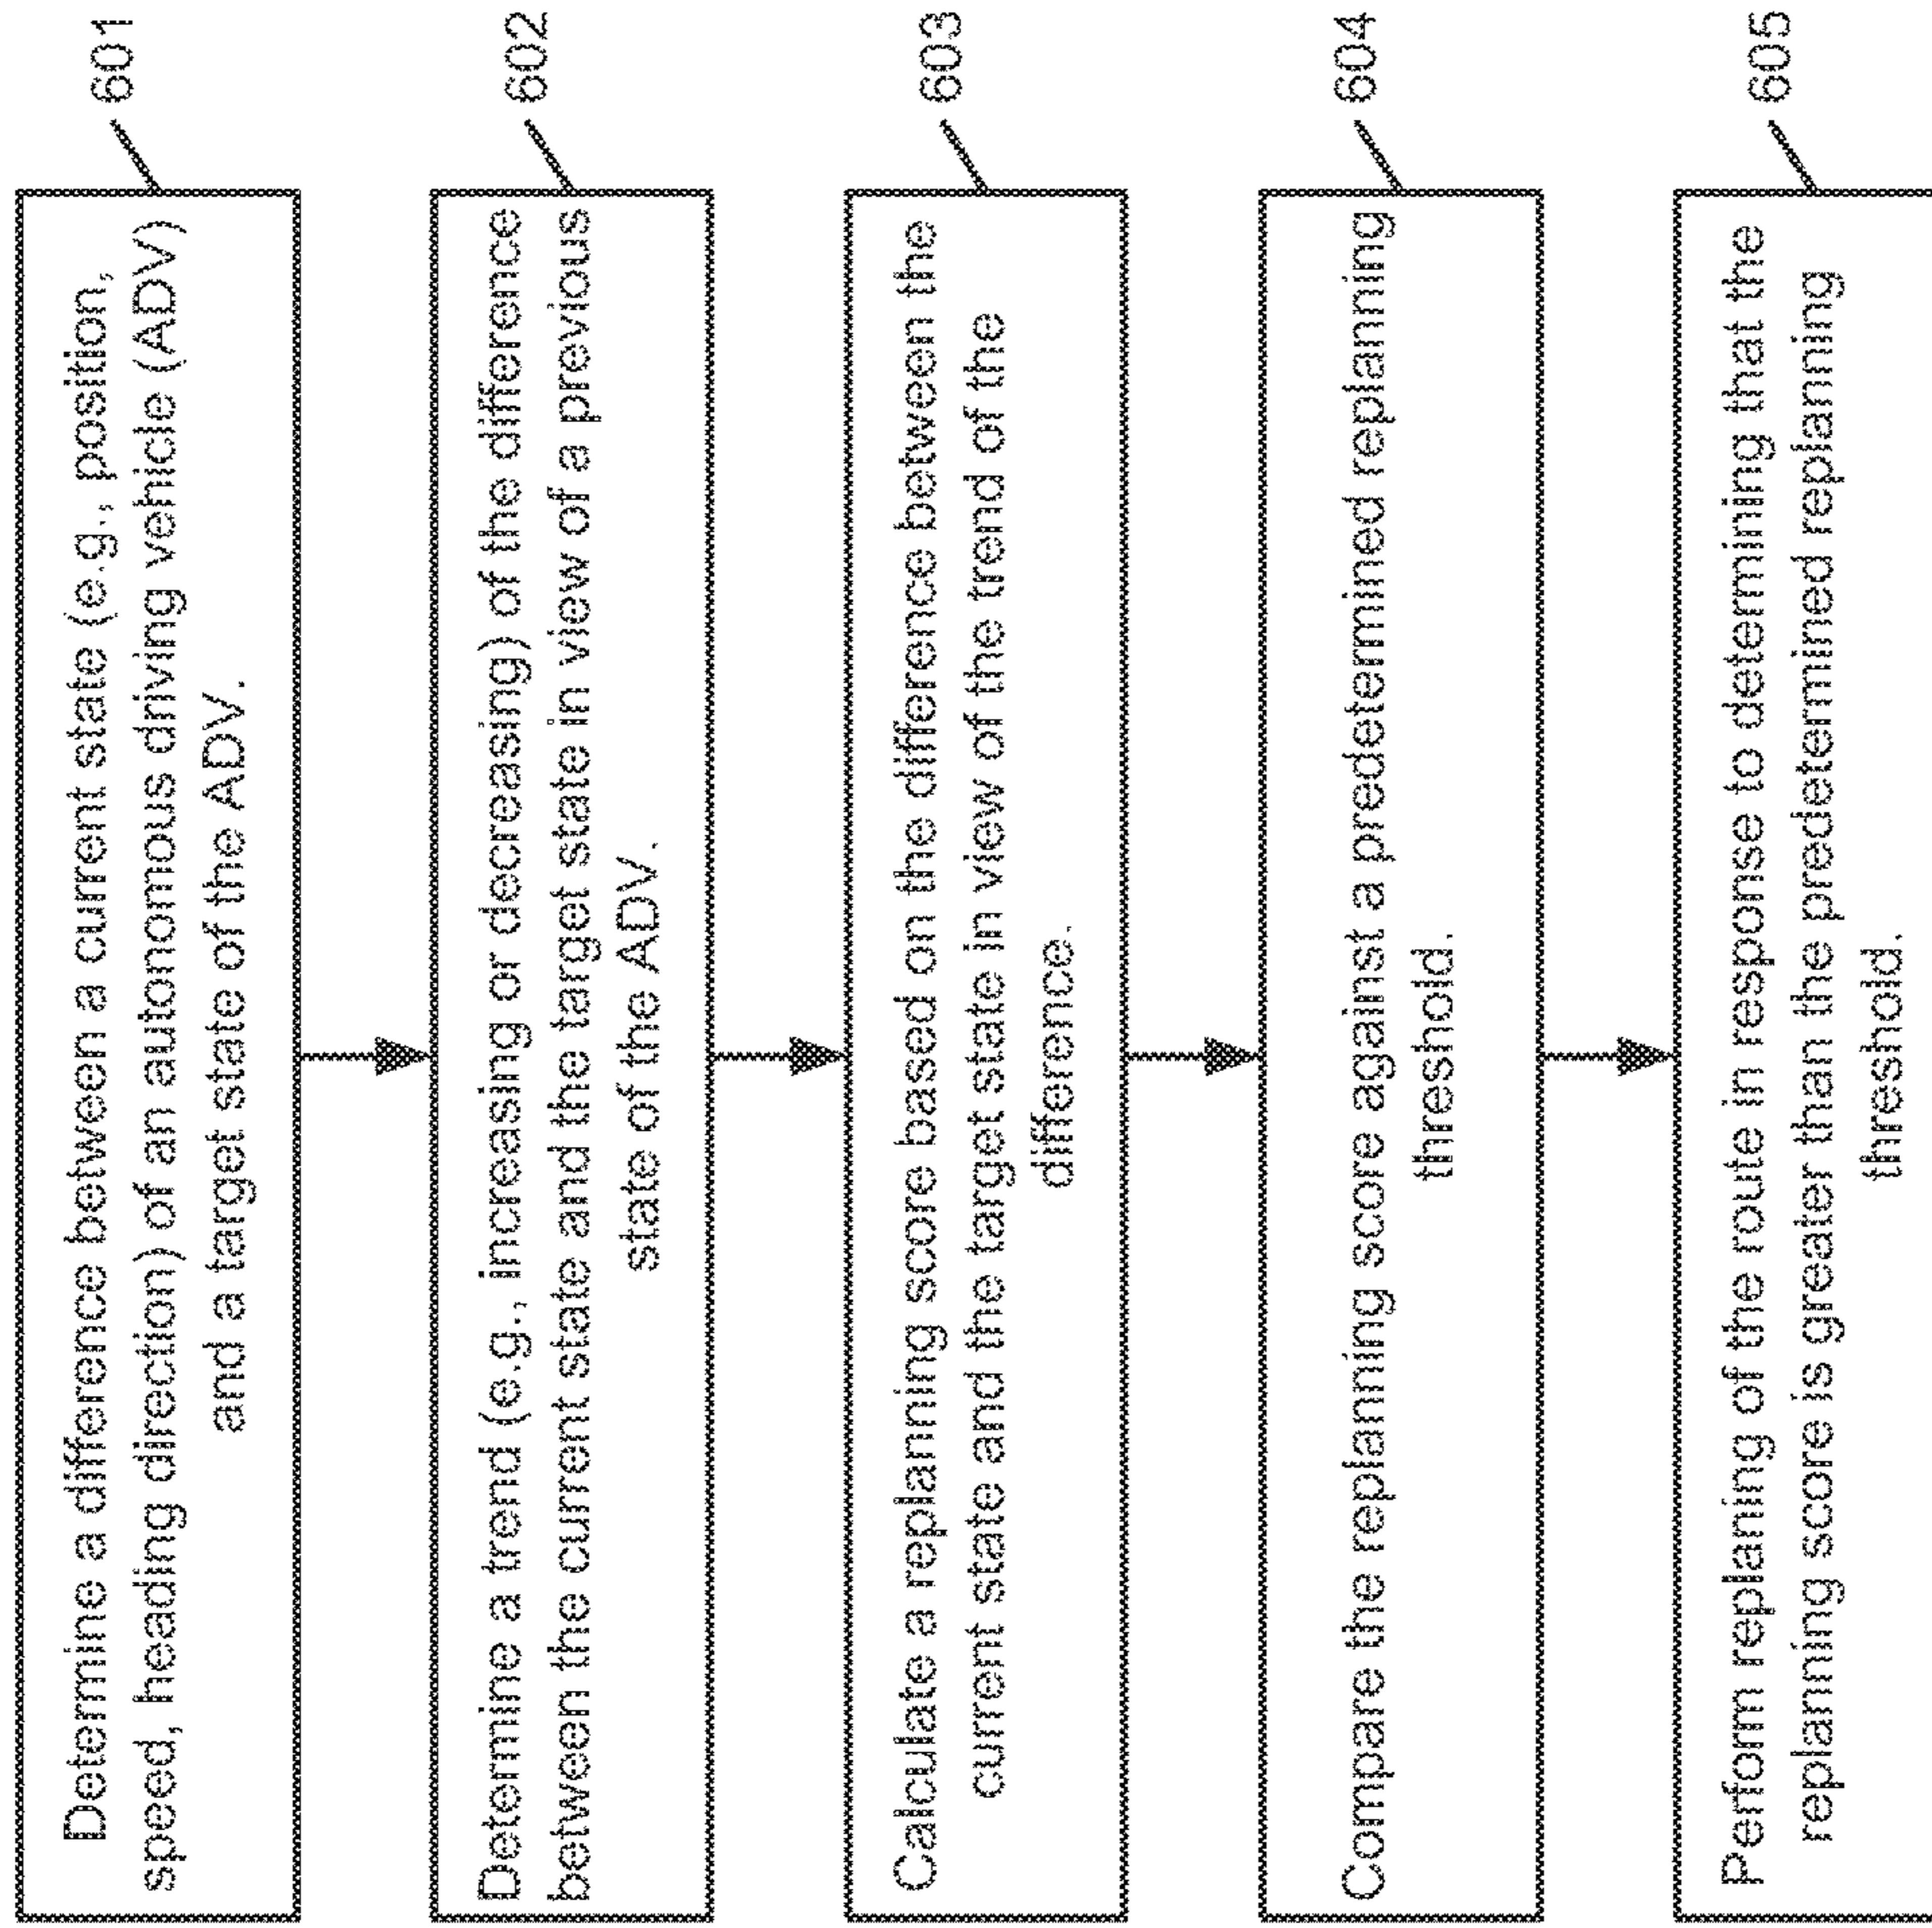 Determine a difference between a current state (e.g., position,
speed, heading direction) of an autonomous driving vehicle (ADV)
and a target state of the ADV.
601
Determine a trend (e.g., increasing or decreasing) of the difference
between the current state and the target state in view of a previous
state of the ADV.
602
Calculate a replanning score based on the difference between the
current state and the target state in view of the trend of the
difference.
603
Compare the replanning score against a predetermined replanning
threshold.
604
Perform replaning of the route in response to determining that the
replanning score is greater than the predetermined replanning
threshold.
605